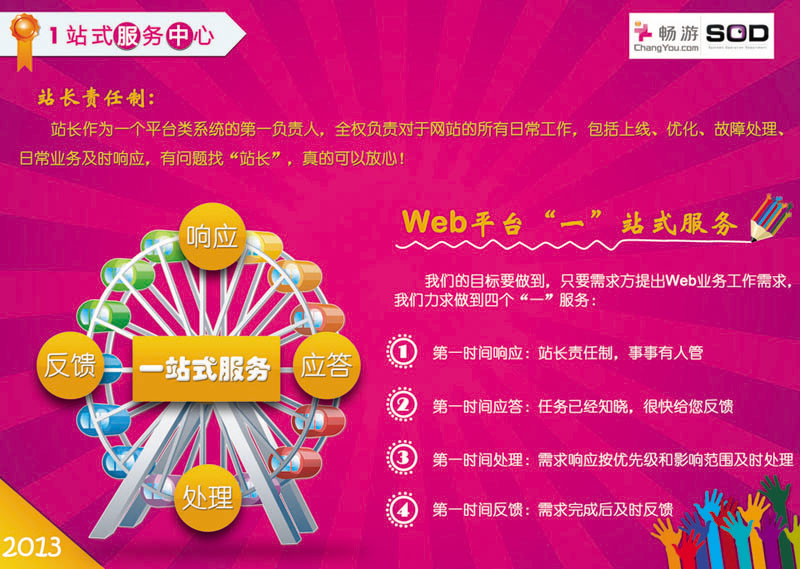 1站式服务中心
畅游
ChangYou.com
SOD
站长责任制：
站长作为一个平台类系统的第一负责人，全权负责对于网站的所有日常工作，包括上线、优化、故障处理、
日常业务及时响应，有问题找“站长”，真的可以放心！
Web平台“一”站式服务
我们的目标要做到，只要需求方提出Web业务工作需求，
我们力求做到四个“一”服务：
响应
反馈
一站式服务
应答
处理
1 第一时间响应：站长责任制，事事有人管
2 第一时间应答：任务已经知晓，很快给您反馈
3 第一时间处理：需求响应按优先级和影响范围及时处理
4 第一时间反馈：需求完成后及时反馈
2013